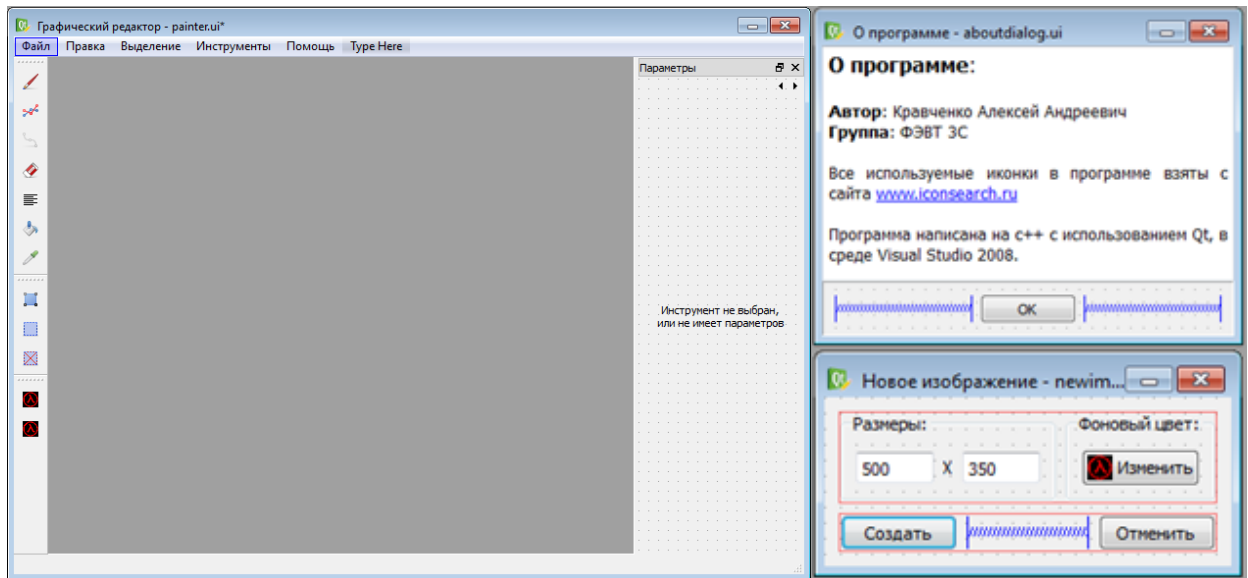 Графический редактор - painter.ui*
Файл Правка Выделение Инструменты Помощь Type Here
Параметры
Инструмент не выбран,
или не имеет параметров
О программе - aboutdialog.ui
О программе:
Автор: Кравченко Алексей Андреевич
Группа: ФЭВТ 3С
Все используемые иконки в программе взяты с
сайта www.iconsearch.ru
Программа написана на с++ с использованием Qt, в
среде Visual Studio 2008.
OK
Новое изображение - newim...
Размеры: Фоновый цвет:
500 X 350 Изменить
Создать Отменить